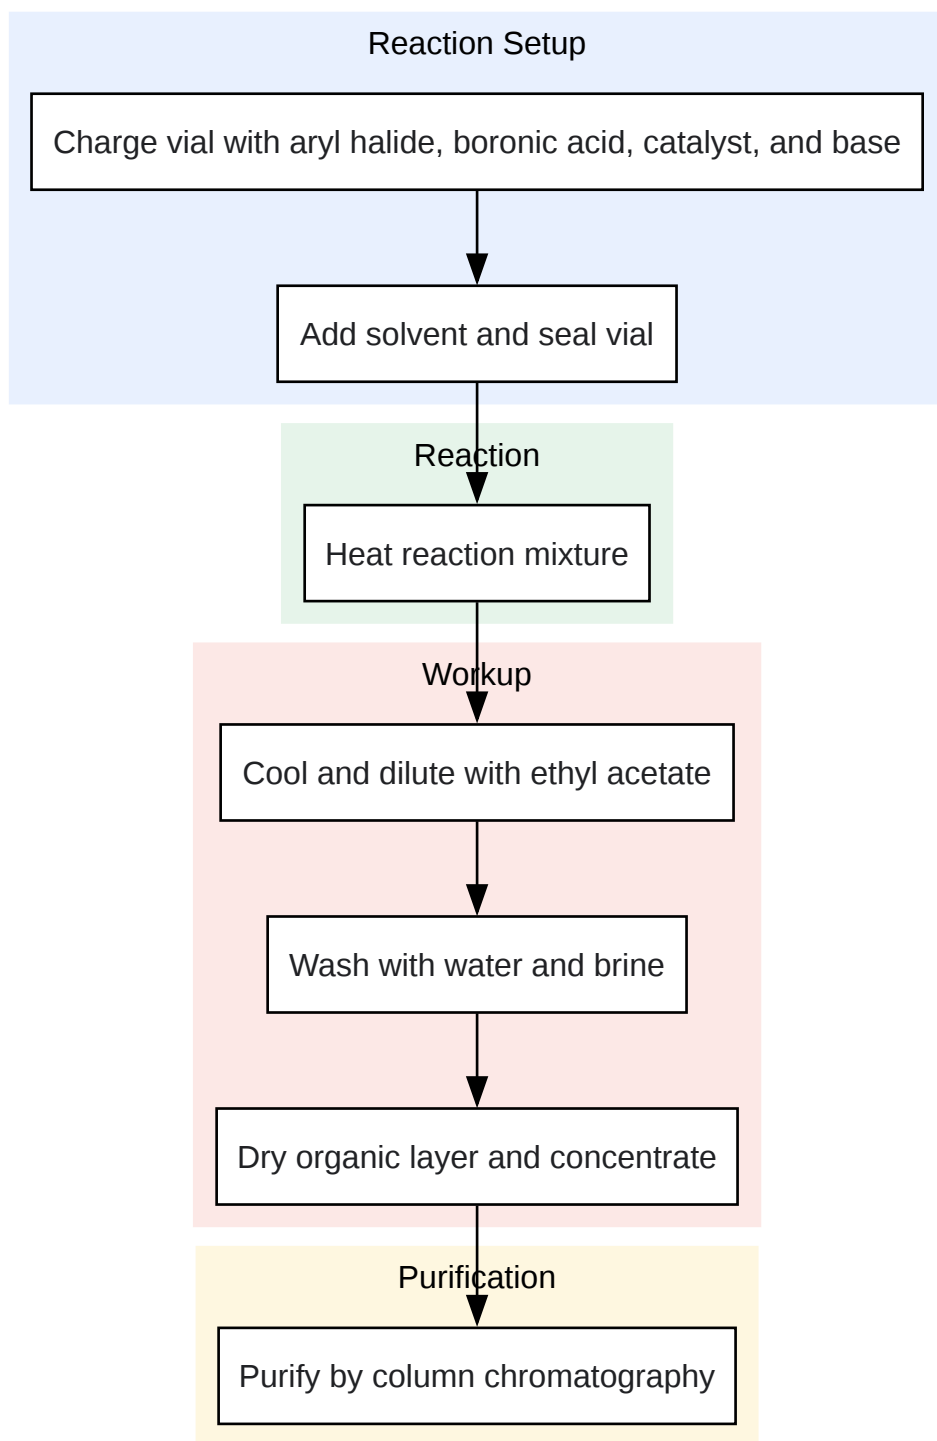 Reaction Setup
Charge vial with aryl halide, boronic acid, catalyst, and base
Add solvent and seal vial
Reaction
Heat reaction mixture
Workup
Cool and dilute with ethyl acetate
Wash with water and brine
Dry organic layer and concentrate
Purification
Purify by column chromatography